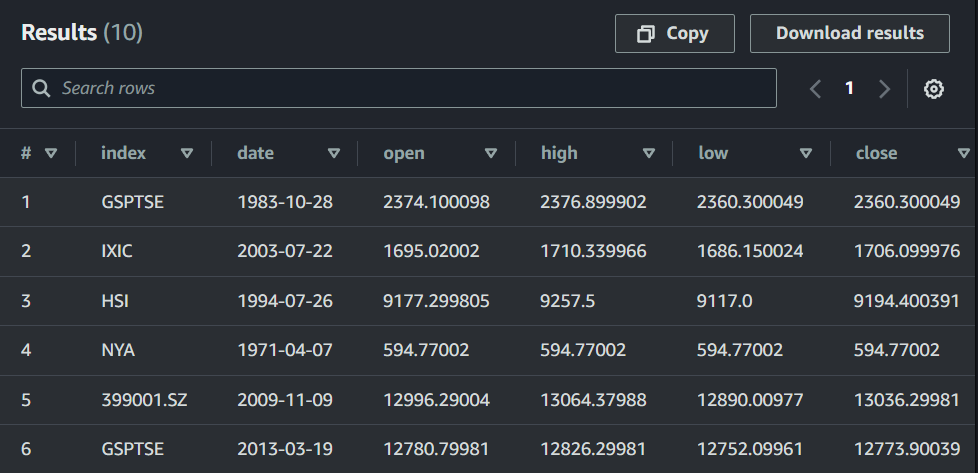 Results (10) Copy Download results
Search rows 1
# index date open high low close
1 GSPTSE 1983-10-28 2374.100098 2376.899902 2360.300049 2360.300049
2 IXIC 2003-07-22 1695.02002 1710.339966 1686.150024 1706.099976
3 HSI 1994-07-26 9177.299805 9257.5 9117.0 9194.400391
4 NYA 1971-04-07 594.77002 594.77002 594.77002 594.77002
5 399001.SZ 2009-11-09 12996.29004 13064.37988 12890.00977 13036.29981
6 GSPTSE 2013-03-19 12780.79981 12826.29981 12752.09961 12773.90039